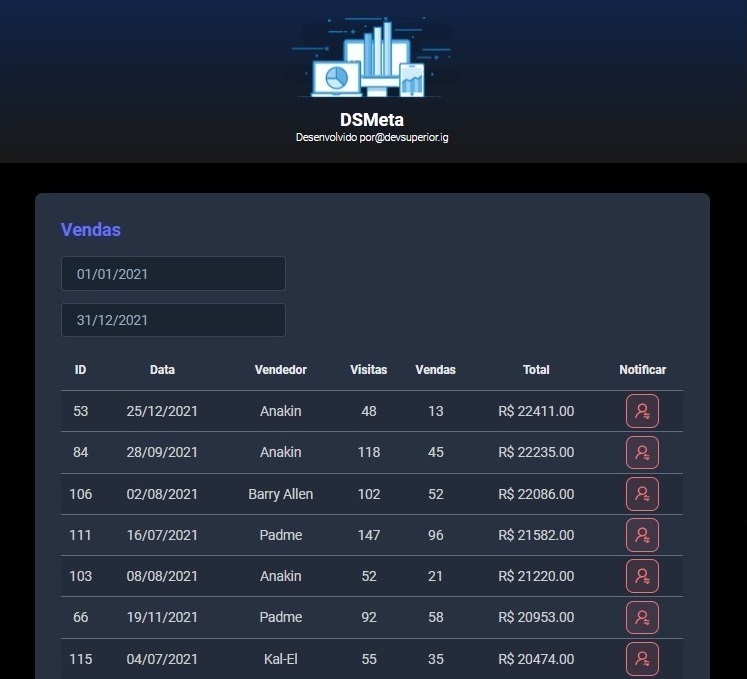 DSMeta
Desenvolvido por@devsuperior.ig
Vendas
01/01/2021
31/12/2021
ID Data Vendedor Visitas Vendas Total Notificar
53 25/12/2021 Anakin 48 13 R$ 22411.00
84 28/09/2021 Anakin 118 45 R$ 22235.00
106 02/08/2021 Barry Allen 102 52 R$ 22086.00
111 16/07/2021 Padme 147 96 R$ 21582.00
103 08/08/2021 Anakin 52 21 R$ 21220.00
66 19/11/2021 Padme 92 58 R$ 20953.00
115 04/07/2021 Kal-El 55 35 R$ 20474.00